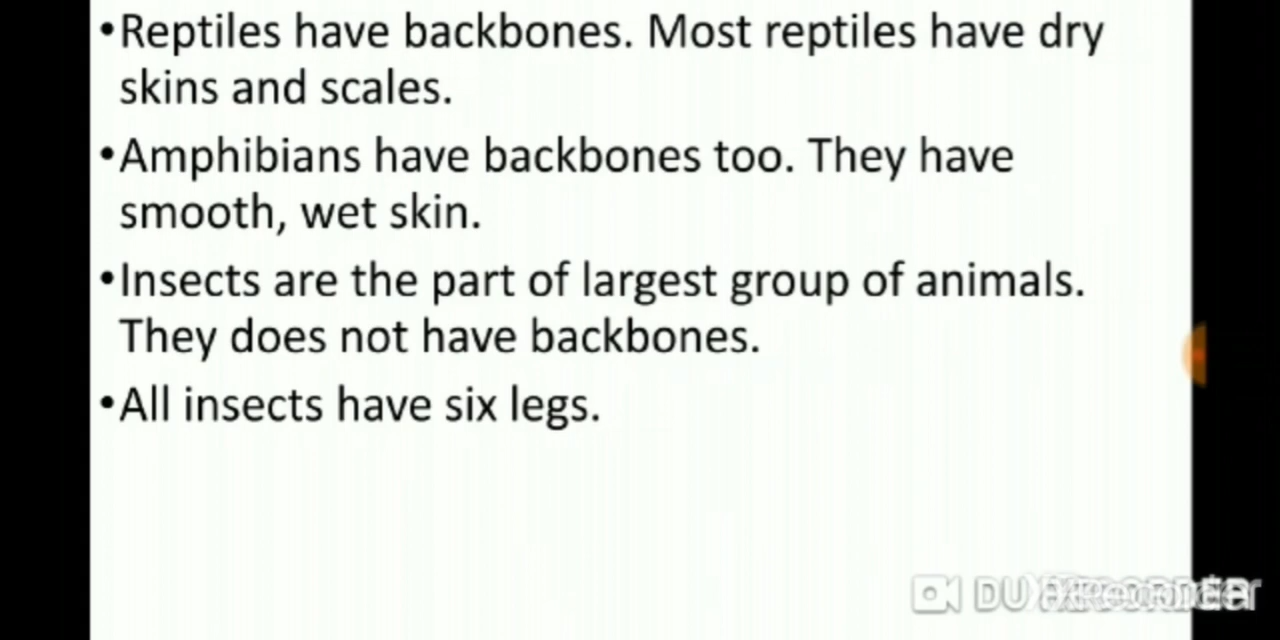 •Reptiles have backbones. Most reptiles have dry
skins and scales.
•Amphibians have backbones too. They have
smooth, wet skin.
•Insects are the part of largest group of animals.
They does not have backbones.
•All insects have six legs.
DU